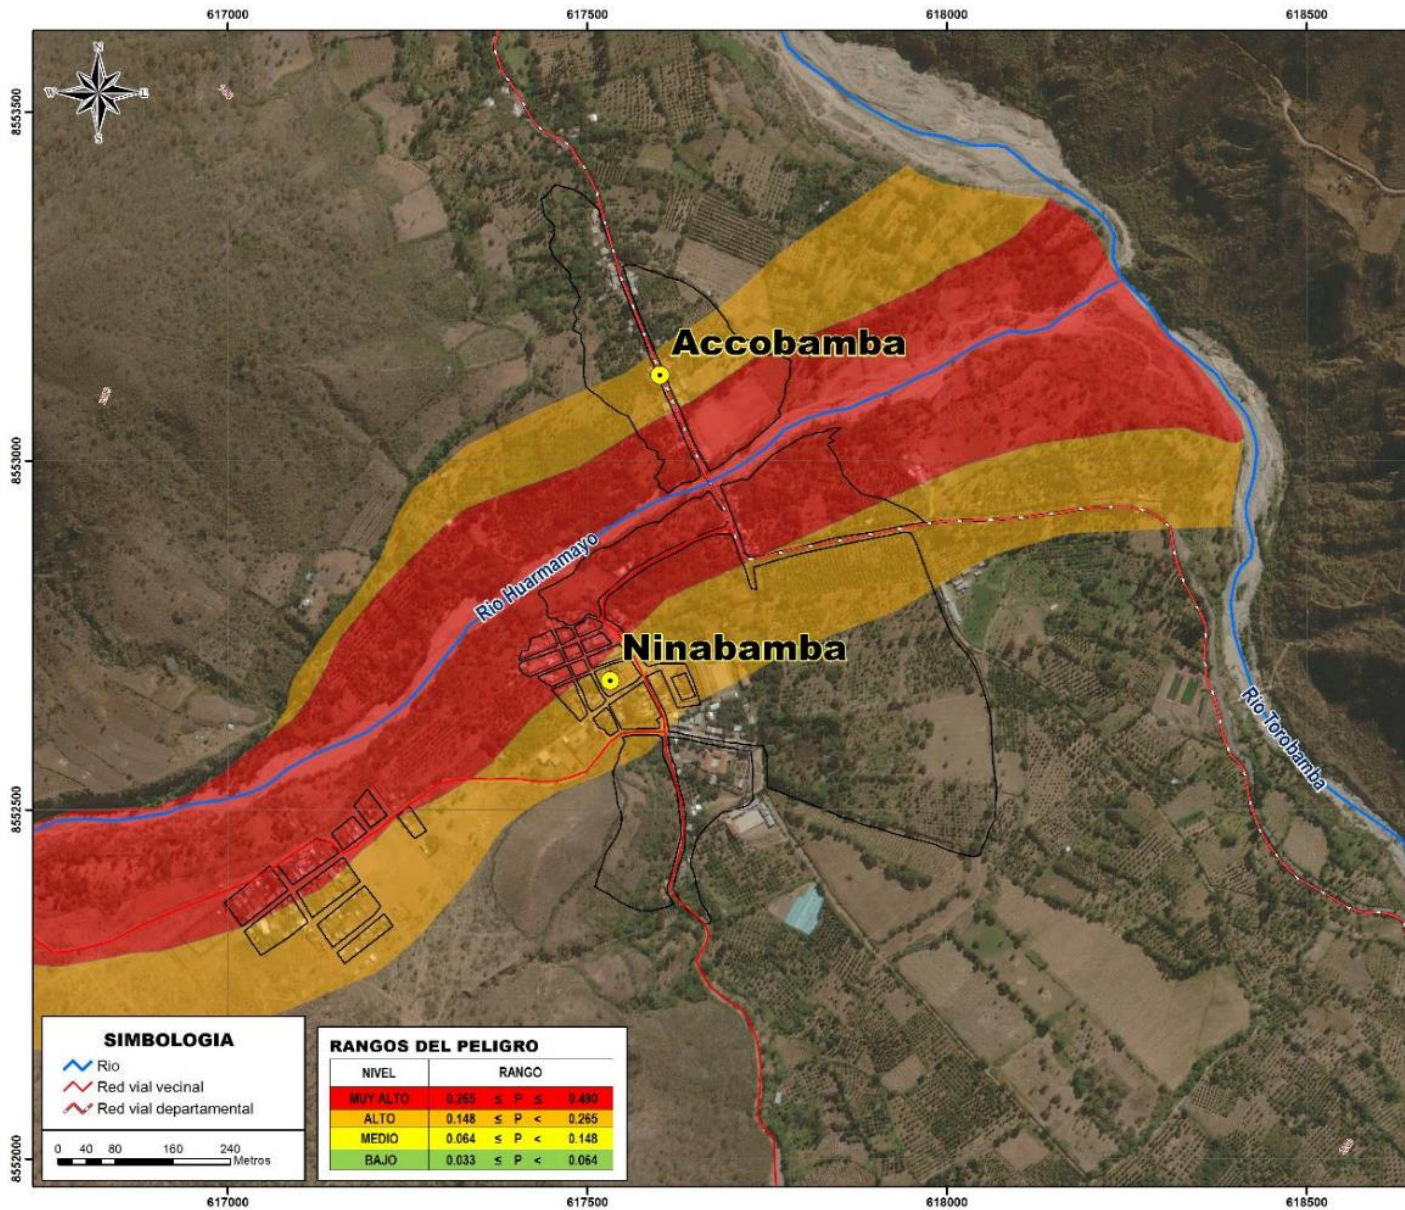 617000
617500
618000
618500
N
W
E
S
8553500
8553000
8552500
8552000
Accobamba
Rio Huarmamayo
Ninabamba
Rio Torobamba
SIMBOLOGIA
Rio
Red vial vecinal
Red vial departamental
0 40 80 160 240
Metros
RANGOS DEL PELIGRO
NIVEL RANGO
MUY ALTO 0.265 ≤ P ≤ 0.490
ALTO 0.148 ≤ P < 0.265
MEDIO 0.064 ≤ P < 0.148
BAJO 0.033 ≤ P < 0.064
617000
617500
618000
618500